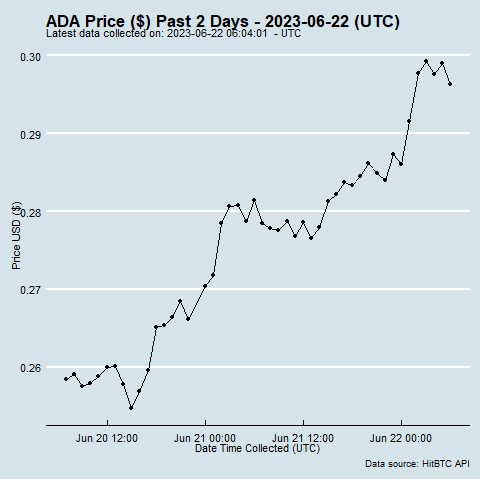 ADA Price ($) Past 2 Days - 2023-06-22 (UTC)
Latest data collected on: 2023-06-22 06:04:01 - UTC
0.30
0.29
0.28
0.27
0.26
Price USD ($)
Jun 20 12:00 Jun 21 00:00 Jun 21 12:00 Jun 22 00:00
Date Time Collected (UTC)
Data source: HitBTC API